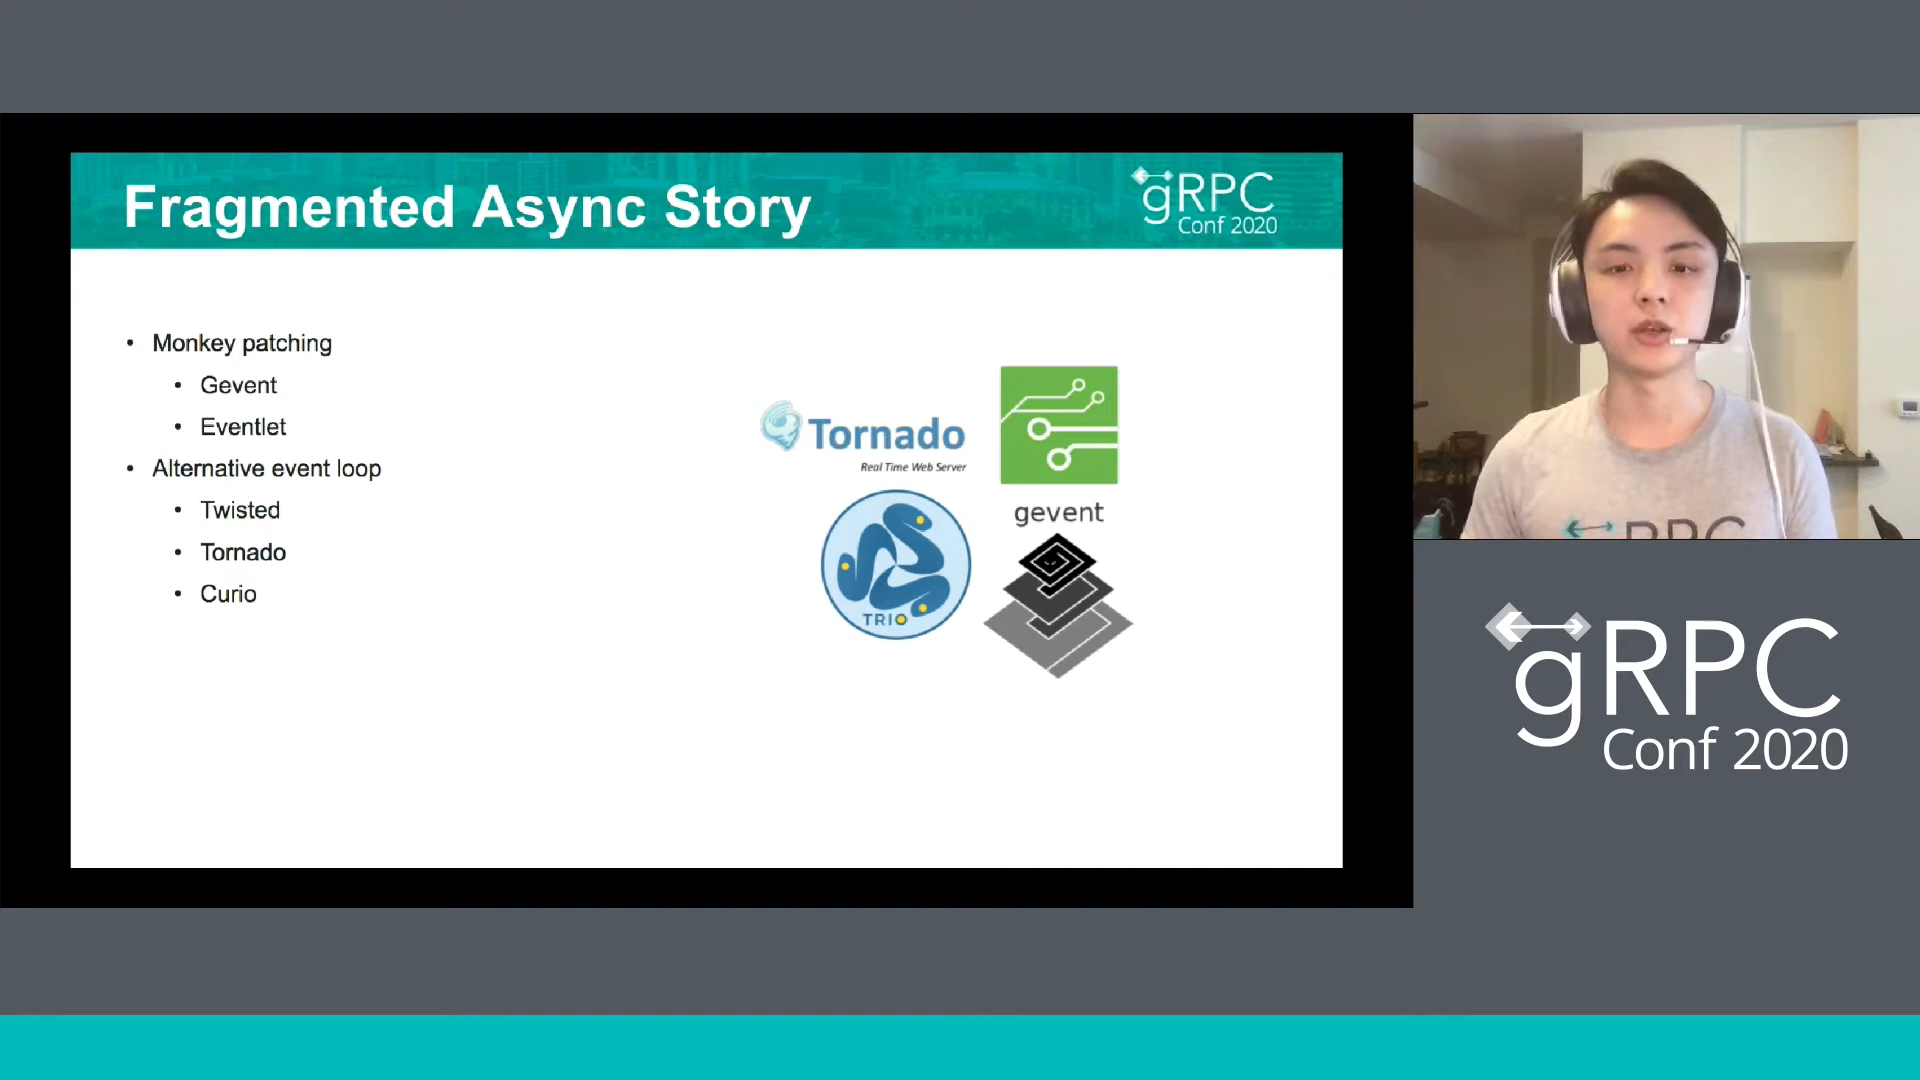 Fragmented Async Story
gRPC
Conf 2020
• Monkey patching
• Gevent
• Eventlet
• Alternative event loop
• Twisted
• Tornado
• Curio
Tornado
Real Time Web Server
gevent
TRIO
gRPC
gRPC
Conf 2020